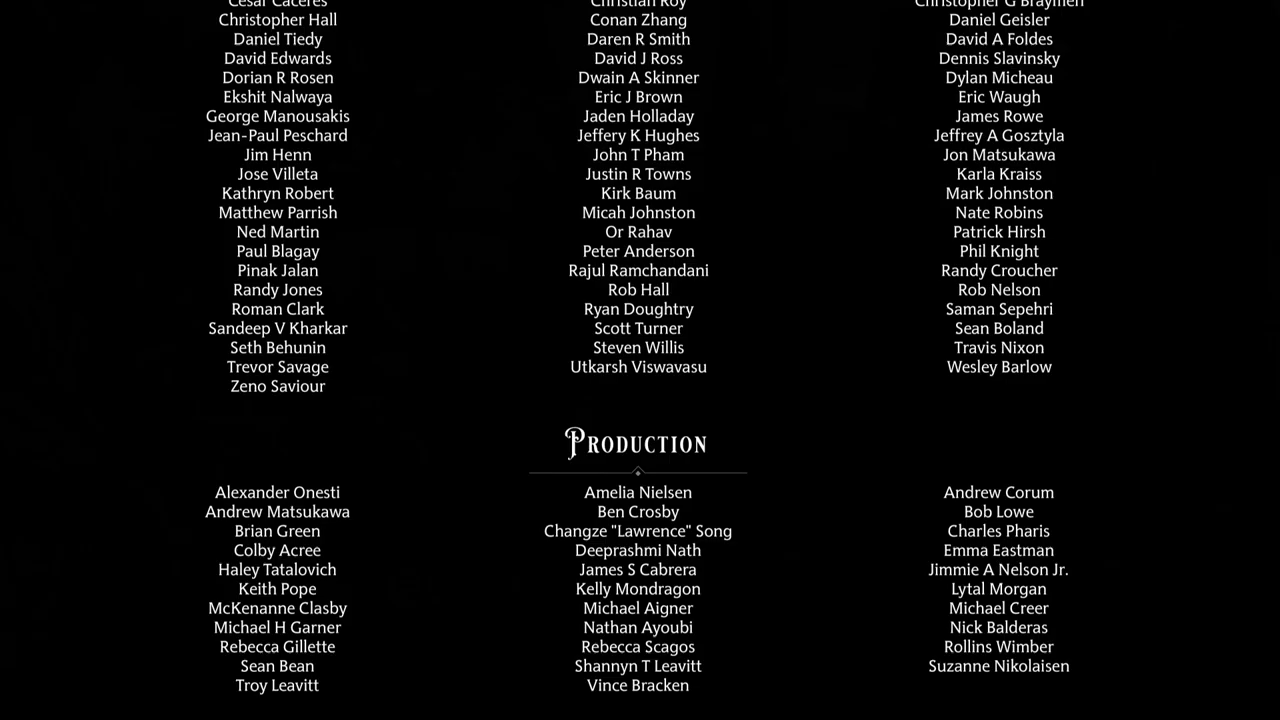 Cesar Caceres Christian Roy Christopher G Braymen
Christopher Hall Conan Zhang Daniel Geisler
Daniel Tiedy Daren R Smith David A Foldes
David Edwards David J Ross Dennis Slavinsky
Dorian R Rosen Dwain A Skinner Dylan Micheau
Ekshit Nalwaya Eric J Brown Eric Waugh
George Manousakis Jaden Holladay James Rowe
Jean-Paul Peschard Jeffery K Hughes Jeffrey A Gosztyla
Jim Henn John T Pham Jon Matsukawa
Jose Villeta Justin R Towns Karla Kraiss
Kathryn Robert Kirk Baum Mark Johnston
Matthew Parrish Micah Johnston Nate Robins
Ned Martin Or Rahav Patrick Hirsh
Paul Blagay Peter Anderson Phil Knight
Pinak Jalan Rajul Ramchandani Randy Croucher
Randy Jones Rob Hall Rob Nelson
Roman Clark Ryan Doughtry Saman Sepehri
Sandeep V Kharkar Scott Turner Sean Boland
Seth Behunin Steven Willis Travis Nixon
Trevor Savage Utkarsh Viswavasu Wesley Barlow
Zeno Saviour
Production
Alexander Onesti Amelia Nielsen Andrew Corum
Andrew Matsukawa Ben Crosby Bob Lowe
Brian Green Changze "Lawrence" Song Charles Pharis
Colby Acree Deeprashmi Nath Emma Eastman
Haley Tatalovich James S Cabrera Jimmie A Nelson Jr.
Keith Pope Kelly Mondragon Lytal Morgan
McKenanne Clasby Michael Aigner Michael Creer
Michael H Garner Nathan Ayoubi Nick Balderas
Rebecca Gillette Rebecca Scagos Rollins Wimber
Sean Bean Shannyn T Leavitt Suzanne Nikolaisen
Troy Leavitt Vince Bracken